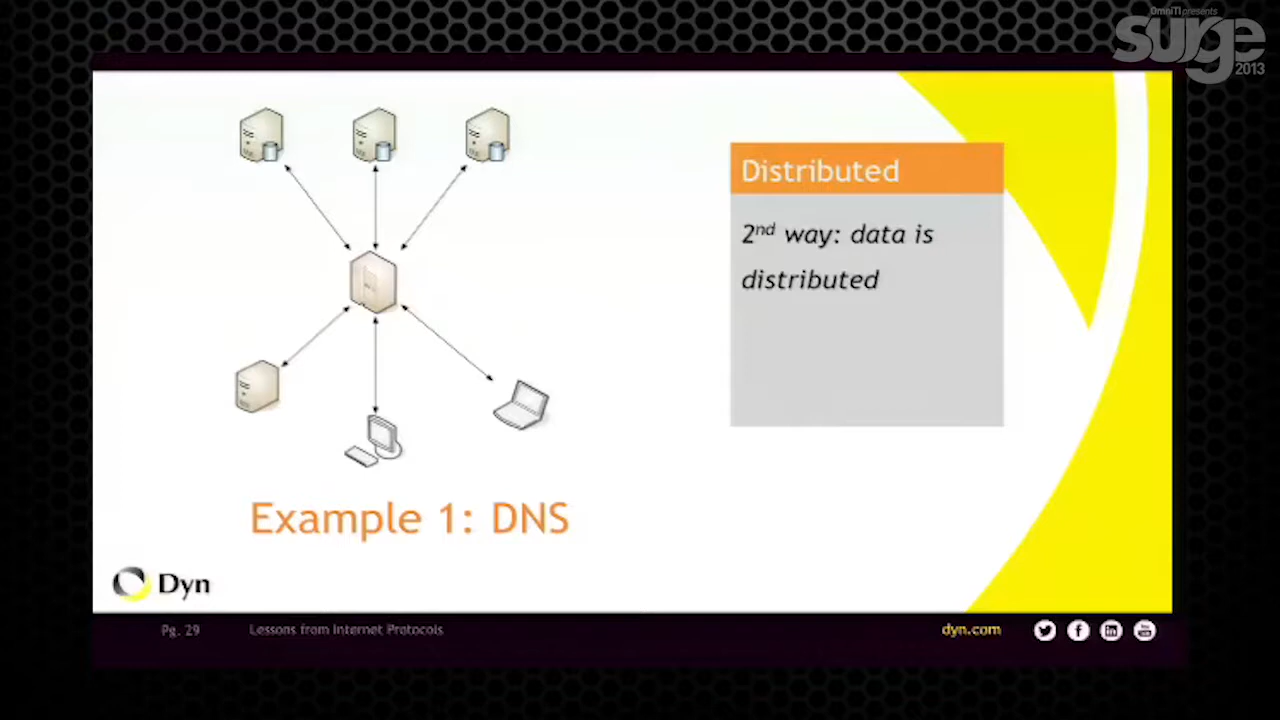 OmniTI presents
surge
2013
Distributed
2nd way: data is
distributed
Example 1: DNS
Dyn
Pg. 29
Lessons from Internet Protocols
dyn.com